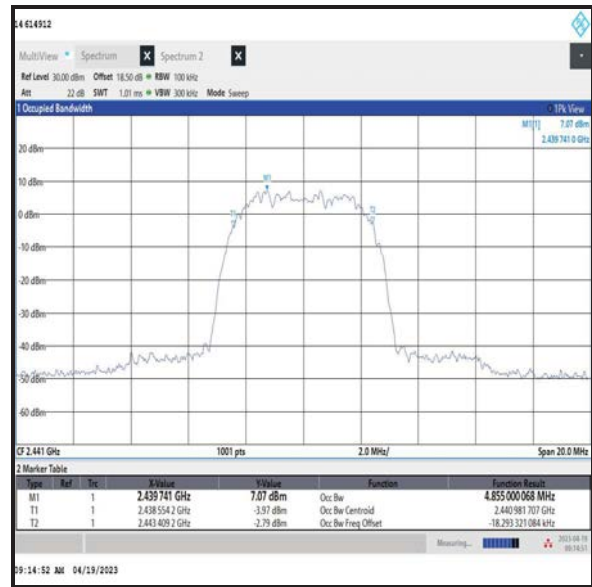 14 614912
MultiView Spectrum X Spectrum 2 X
Ref Level 30.00 dBm Offset 18.50 dB RBW 100 kHz
Att 22 dB SWT 1.01 ms VBW 300 kHz Mode Sweep
1 Occupied Bandwidth 1Pk View
M1[1] 7.07 dBm
2.439 741 0 GHz
20 dBm
M1
10 dBm
T1 T2
0 dBm
-10 dBm
-20 dBm
-30 dBm
-40 dBm
-50 dBm
-60 dBm
CF 2.441 GHz 1001 pts 2.0 MHz/ Span 20.0 MHz
2 Marker Table
Type Ref Trc X-Value Y-Value Function Function Result
M1 1 2.439 741 GHz 7.07 dBm Occ Bw 4.855 000 068 MHz
T1 1 2.438 554 2 GHz -3.97 dBm Occ Bw Centroid 2.440 981 707 GHz
T2 1 2.443 409 2 GHz -2.79 dBm Occ Bw Freq Offset -18.293 321 084 kHz
Measuring... 2023-04-19
09:14:51
09:14:52 AM 04/19/2023